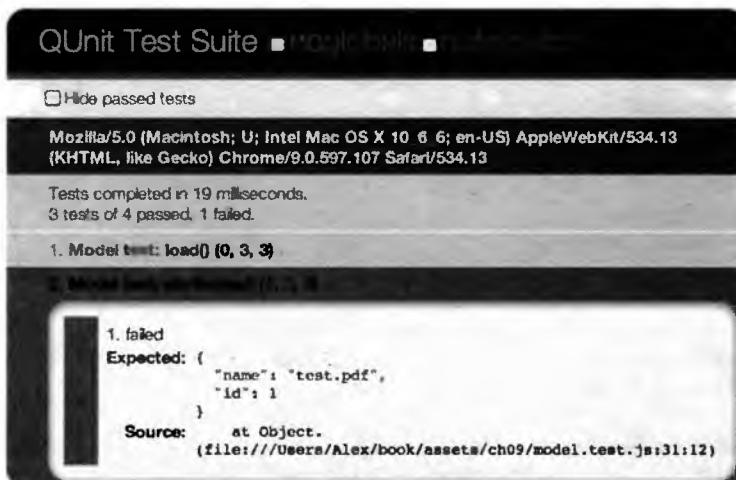 QUnit Test Suite
Hide passed tests
Mozilla/5.0 (Macintosh; U; Intel Mac OS X 10_6_6; en-US) AppleWebKit/534.13
(KHTML, like Gecko) Chrome/9.0.597.107 Safari/534.13
Tests completed in 19 milliseconds.
3 tests of 4 passed, 1 failed.
1. Model test: load() (0, 3, 3)
1. failed
Expected: {
"name": "test.pdf",
"id": 1
}
Source: at Object.
(file:///Users/Alex/book/assets/ch09/model.test.js:31:12)